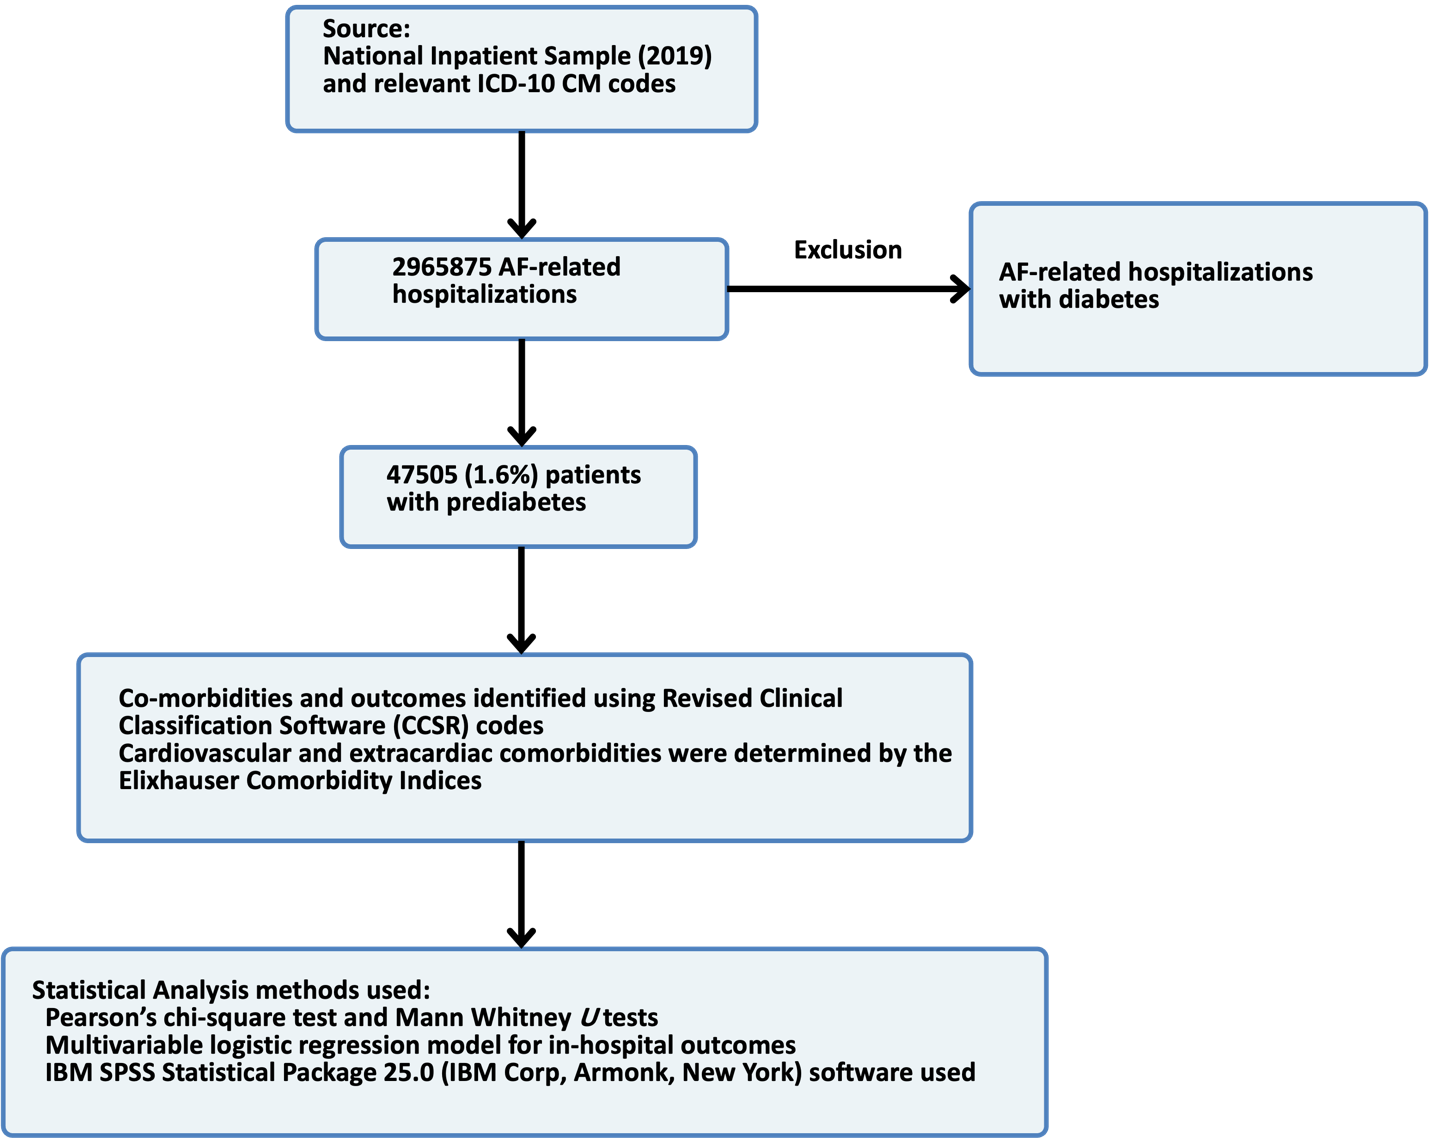 Source:
National Inpatient Sample (2019)
and relevant ICD-10 CM codes
2965875 AF-related
hospitalizations
Exclusion
AF-related hospitalizations
with diabetes
47505 (1.6%) patients
with prediabetes
Co-morbidities and outcomes identified using Revised Clinical
Classification Software (CCSR) codes
Cardiovascular and extracardiac comorbidities were determined by the
Elixhauser Comorbidity Indices
Statistical Analysis methods used:
Pearson’s chi-square test and Mann Whitney U tests
Multivariable logistic regression model for in-hospital outcomes
IBM SPSS Statistical Package 25.0 (IBM Corp, Armonk, New York) software used